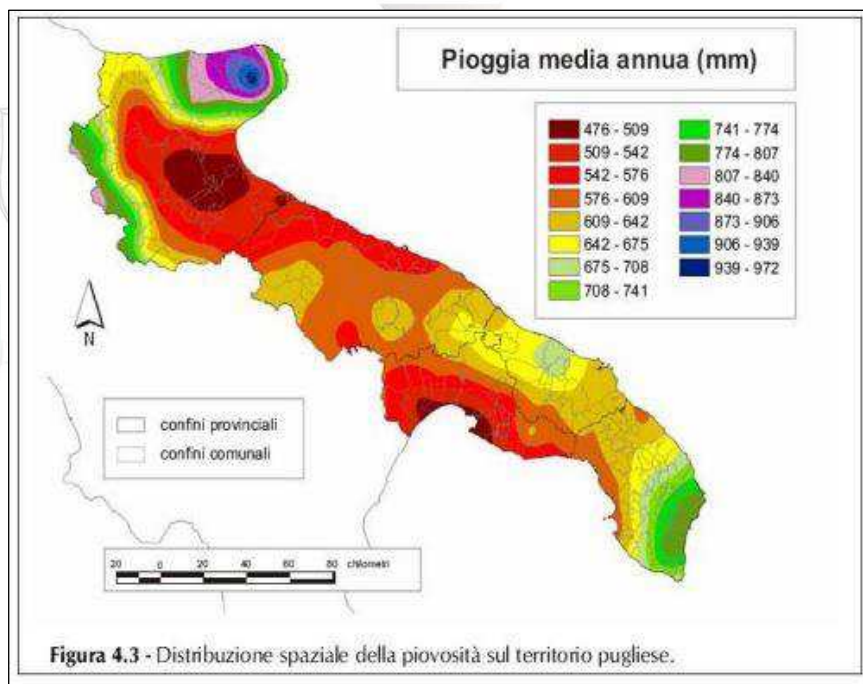 Pioggia media annua (mm)
476 - 509
509 - 542
542 - 576
576 - 609
609 - 642
642 - 675
675 - 708
708 - 741
741 - 774
774 - 807
807 - 840
840 - 873
873 - 906
906 - 939
939 - 972
N
confini provinciali
confini comunali
20 0 20 40 60 80 chilometri
Figura 4.3 - Distribuzione spaziale della piovosità sul territorio pugliese.